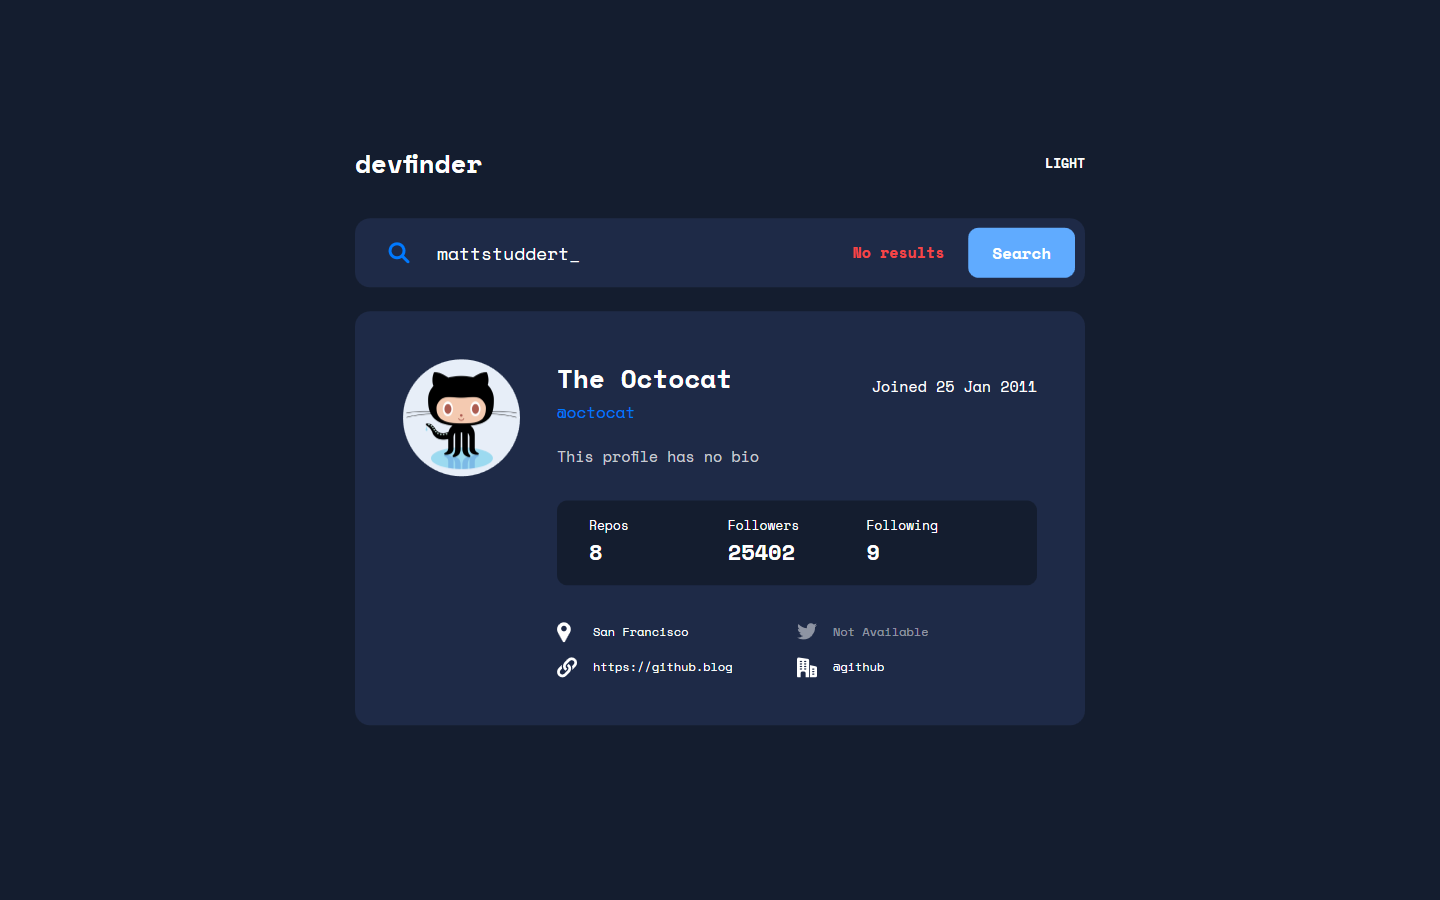 devfinder
LIGHT
mattstuddert_
No results
Search
The Octocat
Joined 25 Jan 2011
@octocat
This profile has no bio
Repos
Followers
Following
8
25402
9
San Francisco
Not Available
https://github.blog
@github